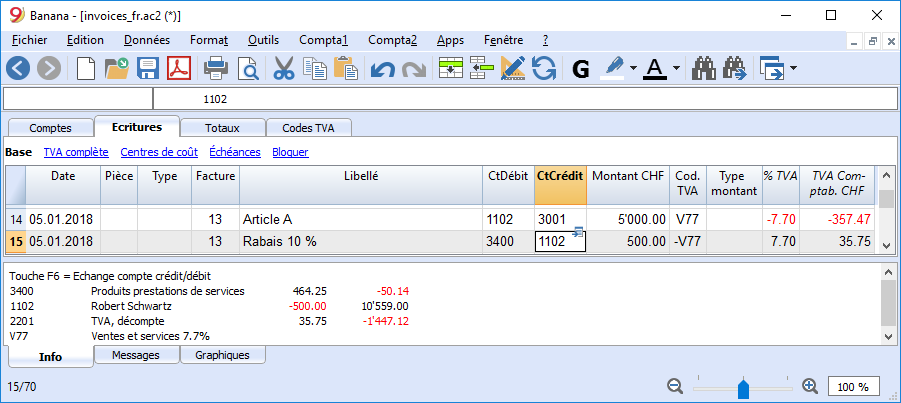 Banana - [invoices_fr.ac2 (*)]
Fichier Edition Données Format Outils Compta1 Compta2 Apps Fenêtre ?
G A
1102
Comptes Ecritures Totaux Codes TVA
Base TVA complète Centres de coût Échéances Bloquer
Date Pièce Type Facture Libellé CtDébit CtCrédit Montant CHF Cod. TVA Type montant % TVA TVA Comptab. CHF
14 05.01.2018 13 Article A 1102 3001 5'000.00 V77 -7.70 -357.47
15 05.01.2018 13 Rabais 10 % 3400 1102 500.00 -V77 7.70 35.75
Touche F6 = Echange compte crédit/débit
3400 Produits prestations de services 464.25 -50.14
1102 Robert Schwartz -500.00 10'559.00
2201 TVA, décompte 35.75 -1'447.12
V77 Ventes et services 7.7%
Info Messages Graphiques
15/70 100 %